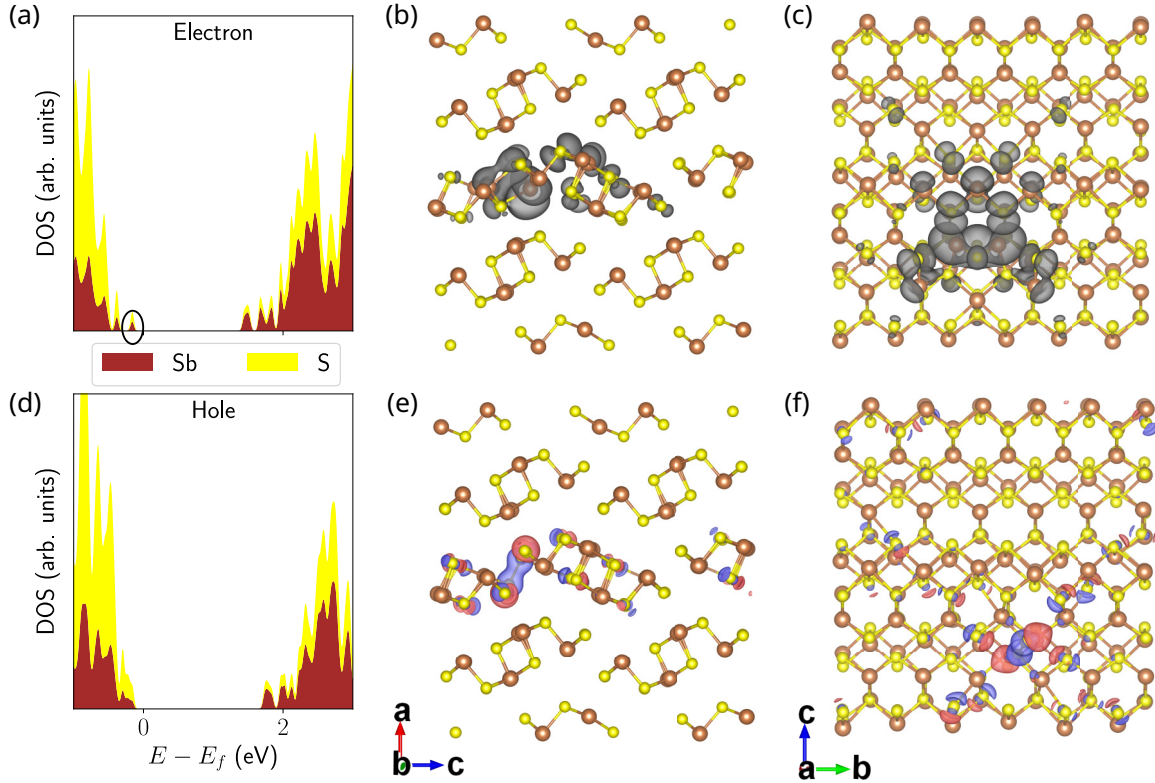 (a)
Electron
DOS (arb. units)
Sb
S
(b)
(c)
(d)
Hole
DOS (arb. units)
0
2
E − E_f (eV)
(e)
a
b
c
(f)
c
a
b